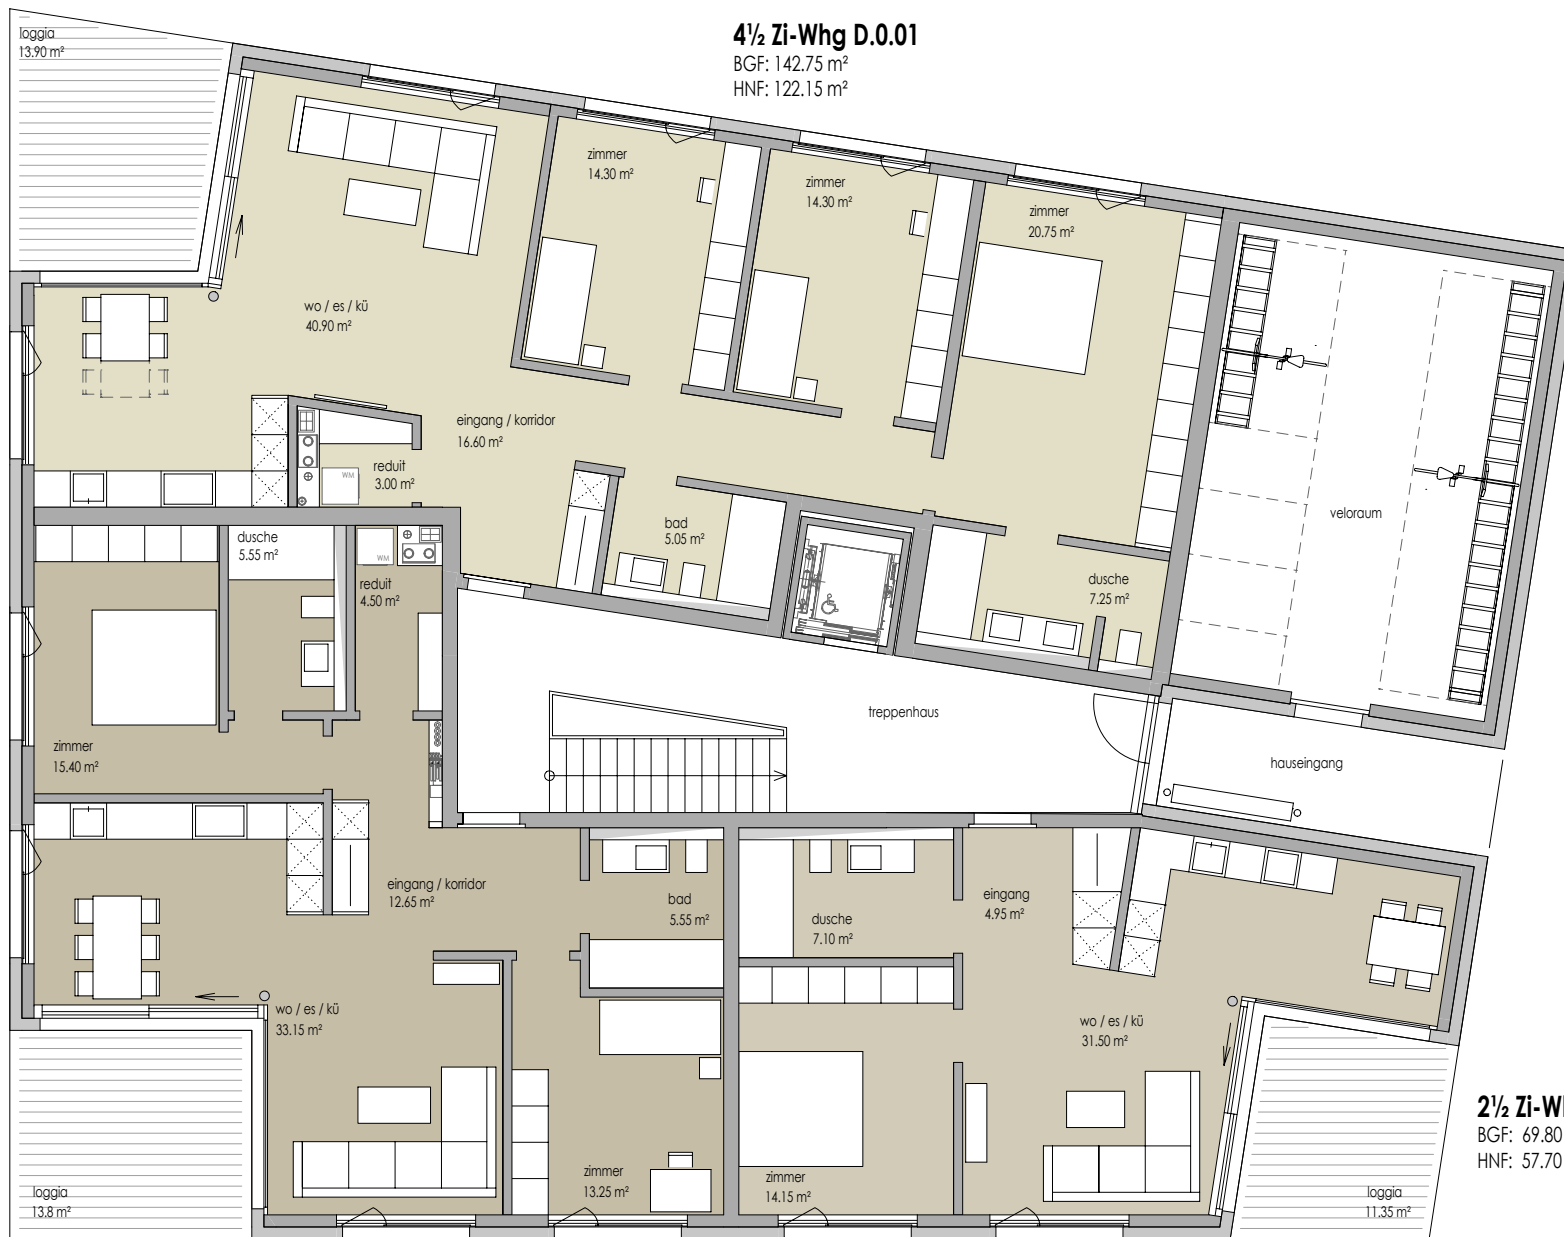 loggia
13.90 m²
4½ Zi-Whg D.0.01
BGF: 142.75 m²
HNF: 122.15 m²
zimmer
14.30 m²
zimmer
14.30 m²
zimmer
20.75 m²
wo / es / kü
40.90 m²
eingang / korridor
16.60 m²
reduit
3.00 m²
WM
bad
5.05 m²
veloraum
dusche
5.55 m²
WM
reduit
4.50 m²
dusche
7.25 m²
treppenhaus
zimmer
15.40 m²
hauseingang
eingang / korridor
12.65 m²
bad
5.55 m²
dusche
7.10 m²
eingang
4.95 m²
wo / es / kü
33.15 m²
wo / es / kü
31.50 m²
2½ Zi-W
BGF: 69.80
HNF: 57.70
zimmer
13.25 m²
zimmer
14.15 m²
loggia
13.8 m²
loggia
11.35 m²